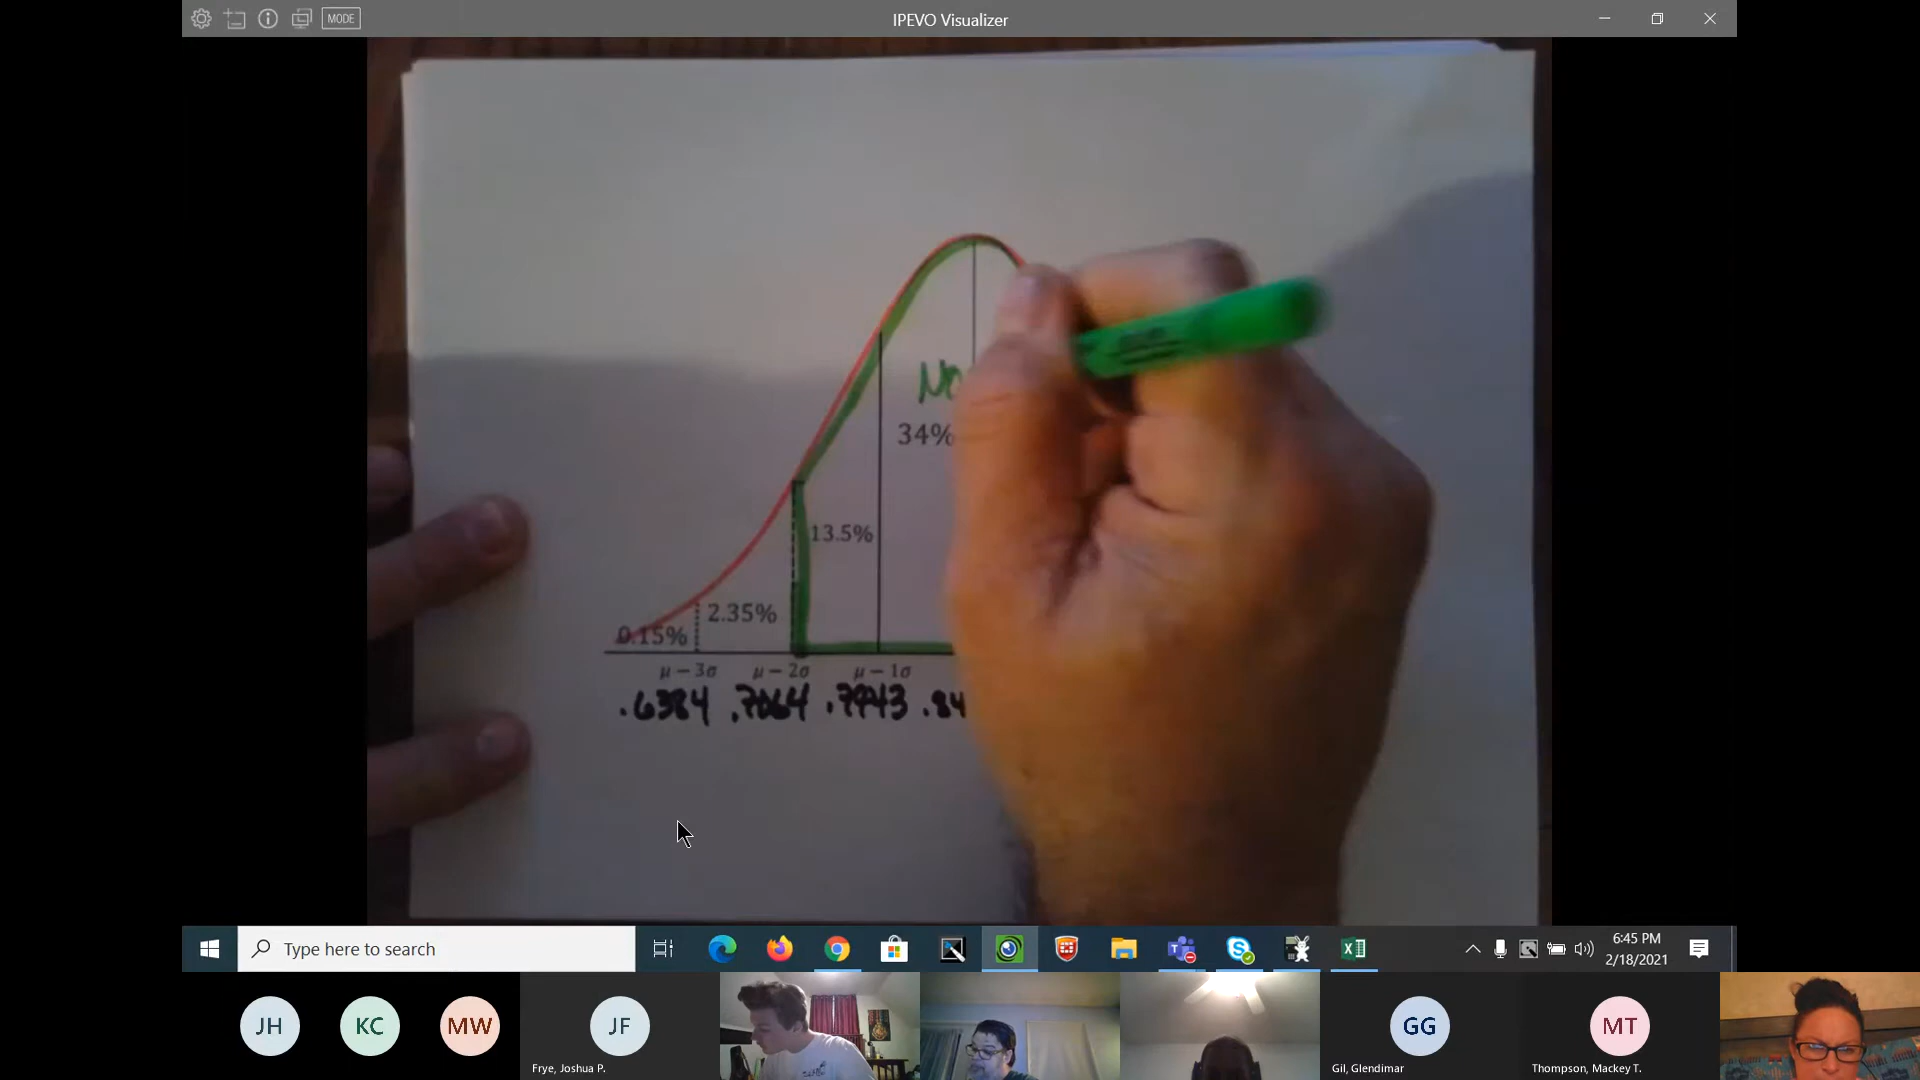 IPEVO Visualizer
MODE
34%
13.5%
2.35%
0.15%
μ − 3σ μ − 2σ μ − 1σ
.6384 .7064
Type here to search
6:45 PM
2/18/2021
JH KC MW JF GG MT
Frye, Joshua P. Gil, Glendimar Thompson, Mackey T.